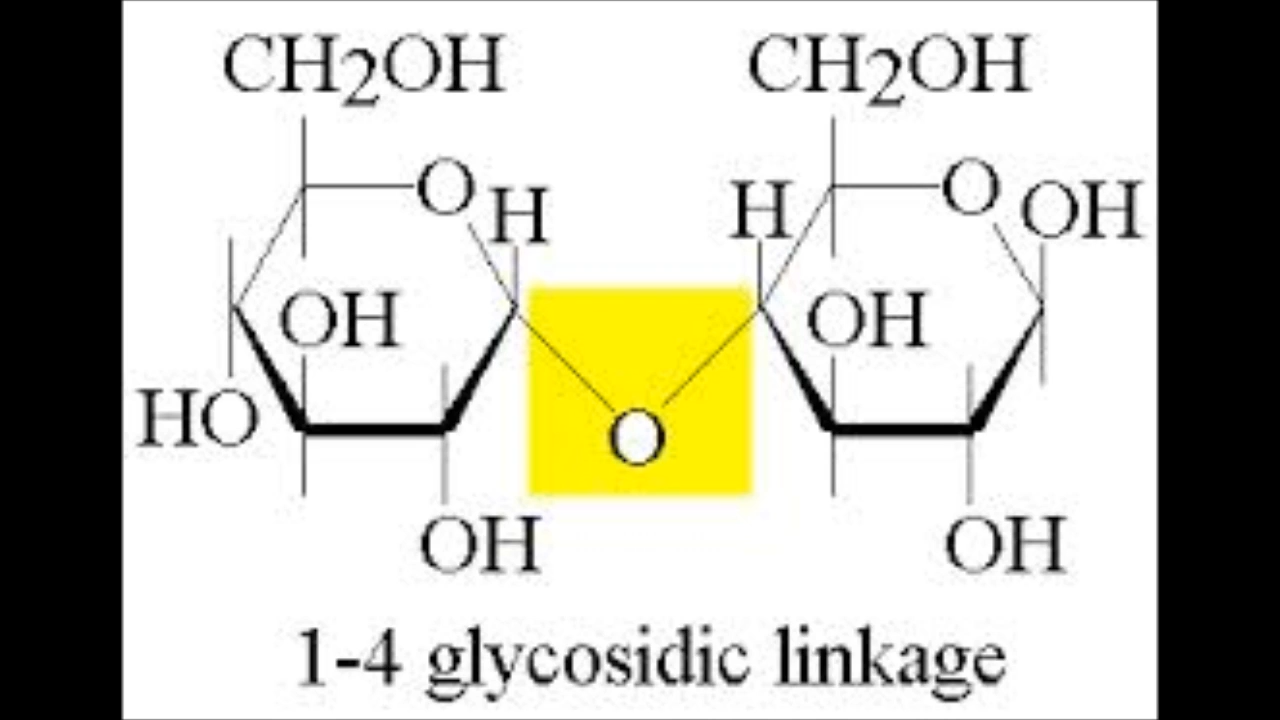 CH2OH CH2OH
O H H O OH
OH OH
HO O
OH OH
1-4 glycosidic linkage